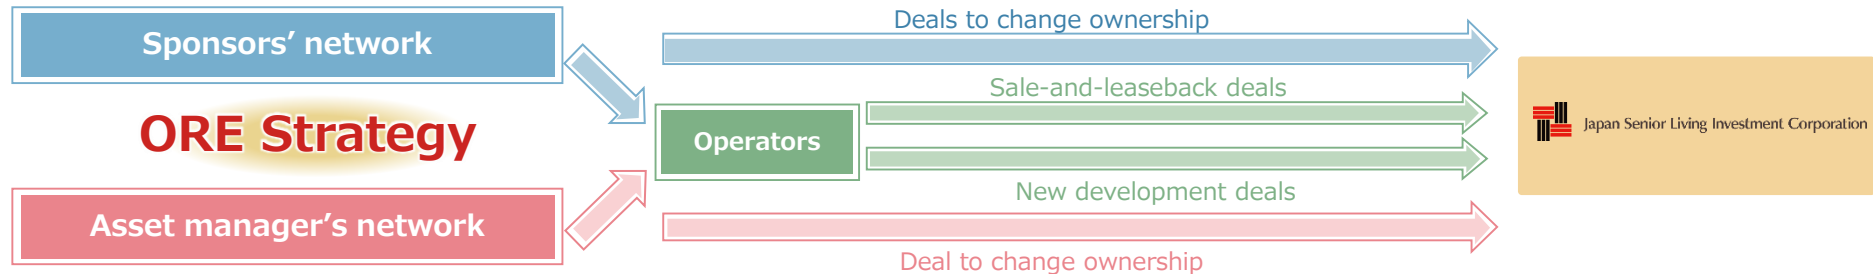 Sponsors’ network
ORE Strategy
Asset manager’s network
Operators
Deals to change ownership
Sale-and-leaseback deals
New development deals
Deal to change ownership
Japan Senior Living Investment Corporation